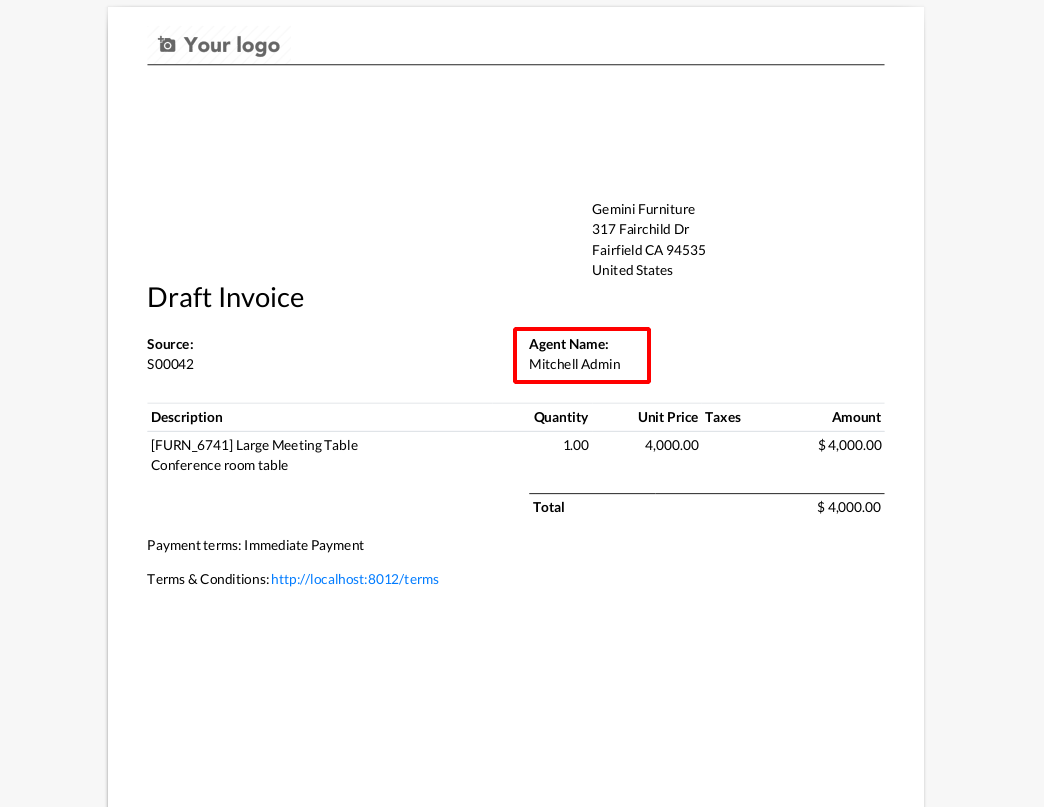 Your logo
Gemini Furniture
317 Fairchild Dr
Fairfield CA 94535
United States
Draft Invoice
Source: Agent Name:
S00042 Mitchell Admin
Description Quantity Unit Price Taxes Amount
[FURN_6741] Large Meeting Table 1.00 4,000.00 $ 4,000.00
Conference room table
Total $ 4,000.00
Payment terms: Immediate Payment
Terms & Conditions: http://localhost:8012/terms